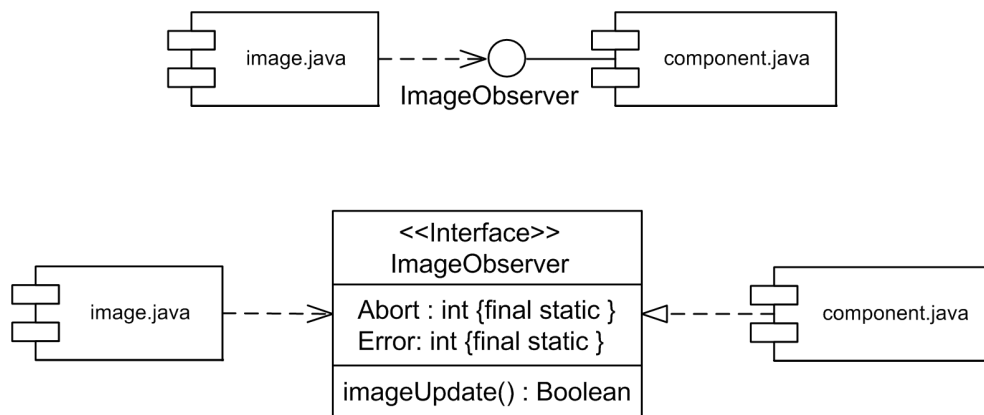 image.java
component.java
ImageObserver
<<Interface>>
ImageObserver
Abort : int {final static }
Error: int {final static }
image.java
component.java
imageUpdate() : Boolean